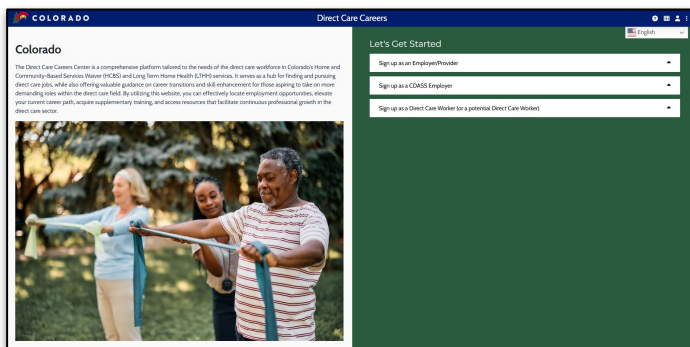 COLORADO
Direct Care Careers
English
Colorado
The Direct Care Careers Center is a comprehensive platform tailored to the needs of the direct care workforce in Colorado's Home and
Community-Based Services Waiver (HCBS) and Long Term Home Health (LTHH) services. It serves as a hub for finding and pursuing
direct care jobs, while also offering valuable guidance on career transitions and skill enhancement for those aspiring to take on more
demanding roles within the direct care field. By utilizing this website, you can effectively locate employment opportunities, elevate
your current career path, acquire supplementary training, and access resources that facilitate continuous professional growth in the
direct care sector.
Let's Get Started
Sign up as an Employer/Provider
Sign up as a CDASS Employer
Sign up as a Direct Care Worker (or a potential Direct Care Worker)